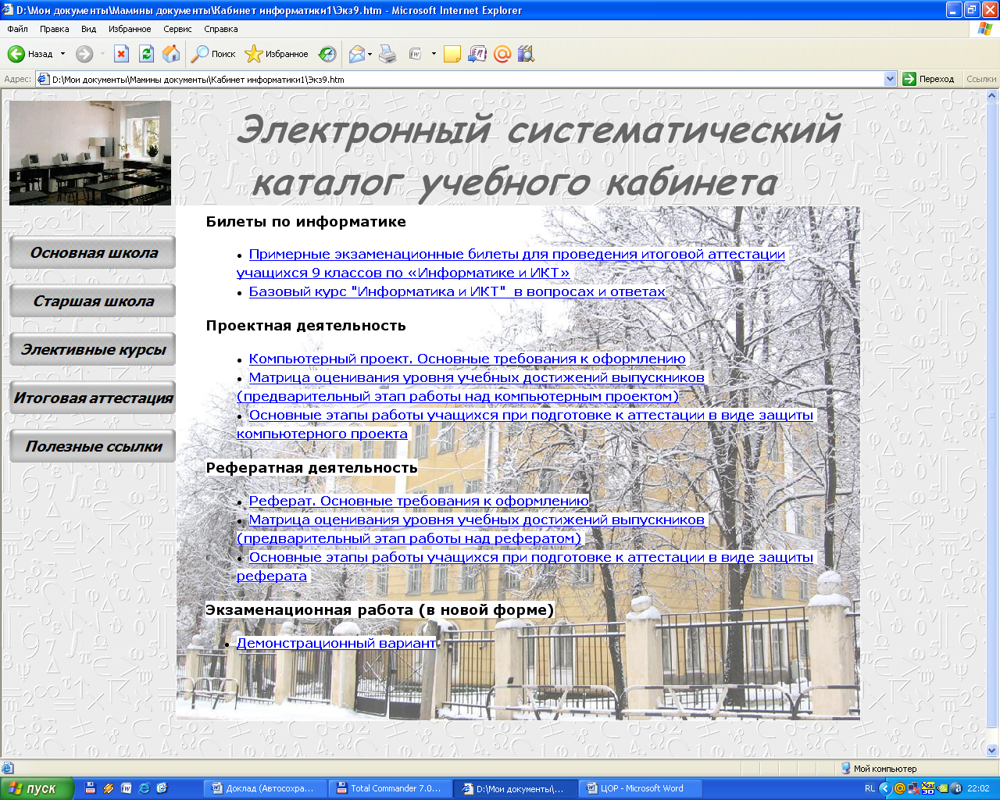 D:\Мои документы\Мамины документы\Кабинет информатики1\Экз9.htm - Microsoft Internet Explorer
Файл Правка Вид Избранное Сервис Справка
Назад Поиск Избранное
Адрес: D:\Мои документы\Мамины документы\Кабинет информатики1\Экз9.htm Переход Ссылки
Электронный систематический
каталог учебного кабинета
Основная школа
Старшая школа
Элективные курсы
Итоговая аттестация
Полезные ссылки
Билеты по информатике
Примерные экзаменационные билеты для проведения итоговой аттестации
учащихся 9 классов по «Информатике и ИКТ»
Базовый курс "Информатика и ИКТ" в вопросах и ответах
Проектная деятельность
Компьютерный проект. Основные требования к оформлению
Матрица оценивания уровня учебных достижений выпускников
(предварительный этап работы над компьютерным проектом)
Основные этапы работы учащихся при подготовке к аттестации в виде защиты
компьютерного проекта
Реферативная деятельность
Реферат. Основные требования к оформлению
Матрица оценивания уровня учебных достижений выпускников
(предварительный этап работы над рефератом)
Основные этапы работы учащихся при подготовке к аттестации в виде защиты
реферата
Экзаменационная работа (в новой форме)
Демонстрационный вариант
Мой компьютер
пуск Доклад (Автосохра... Total Commander 7.0... D:\Мои документы\... ЦОР - Microsoft Word RL 22:02